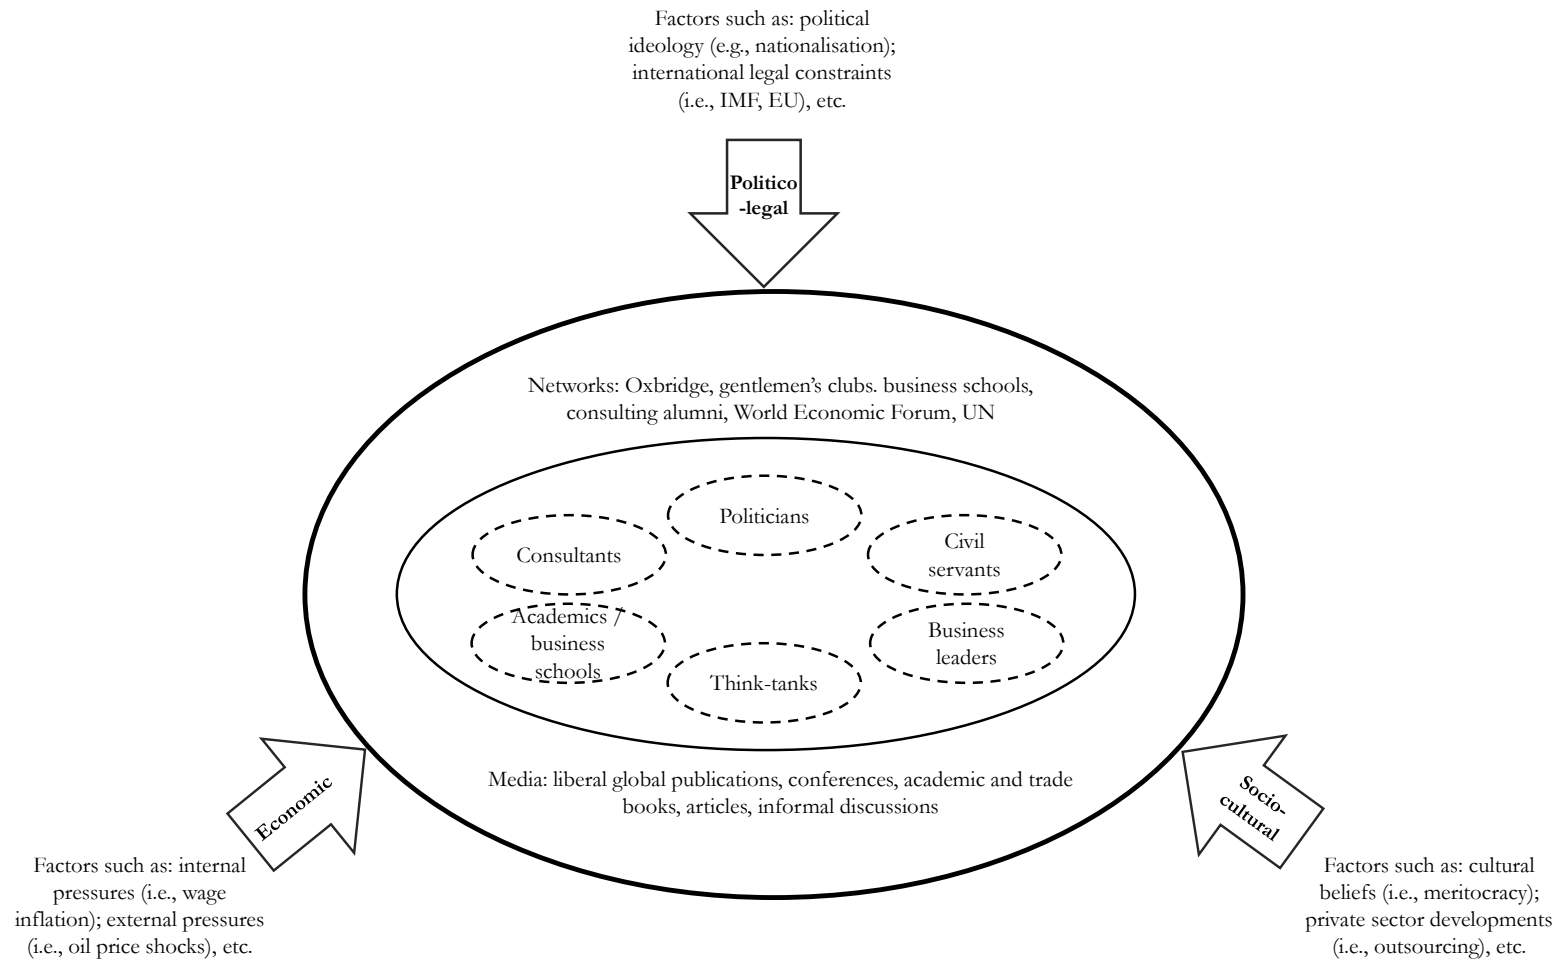 Factors such as: political
ideology (e.g., nationalisation);
international legal constraints
(i.e., IMF, EU), etc.
Politico
-legal
Networks: Oxbridge, gentlemen’s clubs. business schools,
consulting alumni, World Economic Forum, UN
Politicians
Consultants
Civil
servants
Academics /
business
schools
Business
leaders
Think-tanks
Media: liberal global publications, conferences, academic and trade
books, articles, informal discussions
Economic
Factors such as: internal
pressures (i.e., wage
inflation); external pressures
(i.e., oil price shocks), etc.
Socio-
cultural
Factors such as: cultural
beliefs (i.e., meritocracy);
private sector developments
(i.e., outsourcing), etc.